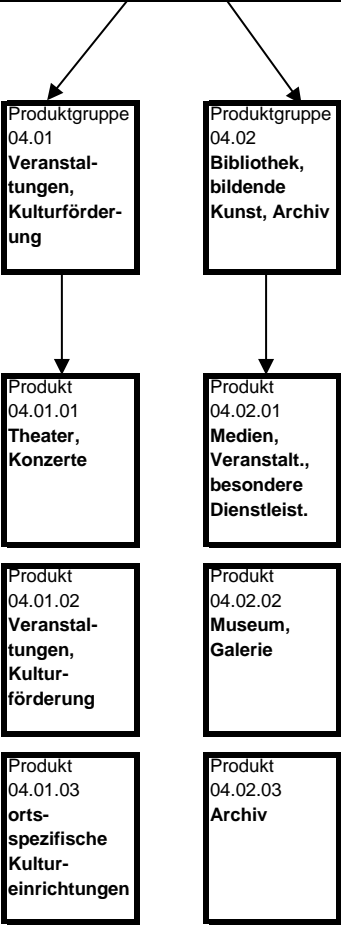 Produktgruppe
04.01
Veranstal-
tungen,
Kulturförder-
ung
Produktgruppe
04.02
Bibliothek,
bildende
Kunst, Archiv
Produkt
04.01.01
Theater,
Konzerte
Produkt
04.02.01
Medien,
Veranstalt.,
besondere
Dienstleist.
Produkt
04.01.02
Veranstal-
tungen,
Kultur-
förderung
Produkt
04.02.02
Museum,
Galerie
Produkt
04.01.03
orts-
spezifische
Kultur-
einrichtungen
Produkt
04.02.03
Archiv